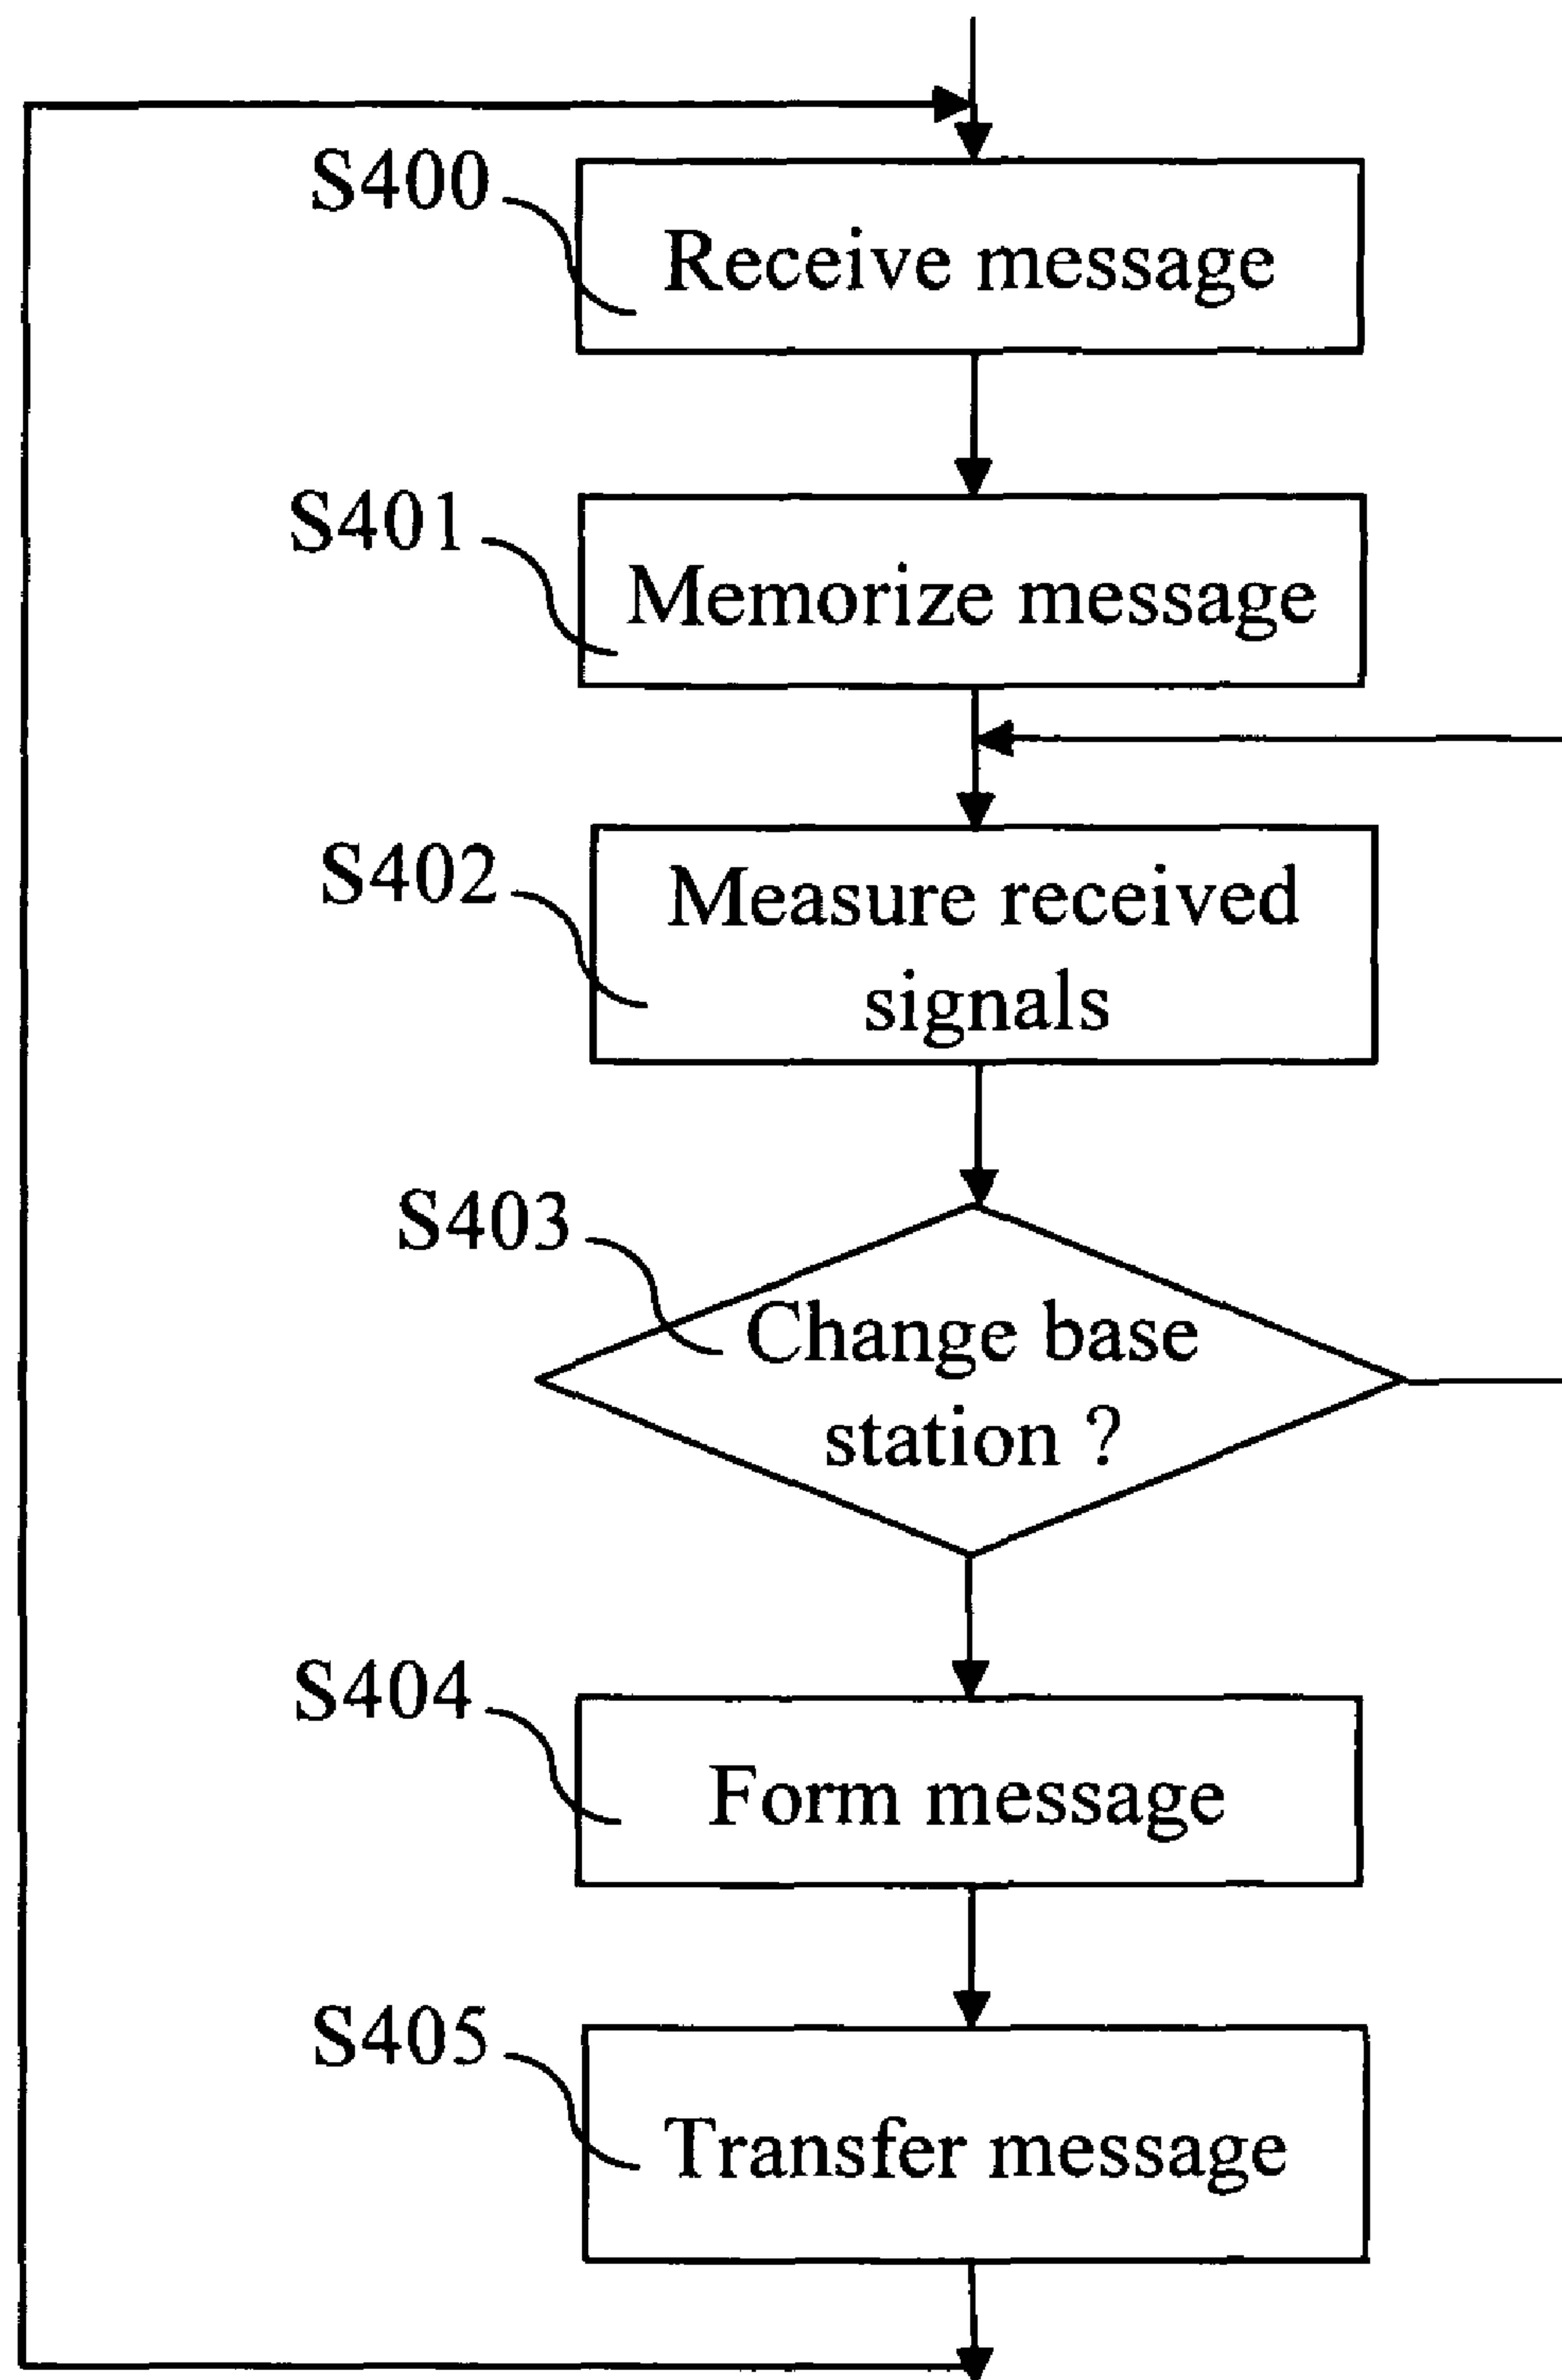 S400
Receive message
S401
Memorize message
S402
Measure received
signals
S403
Change base
station ?
S404
Form message
S405
Transfer message